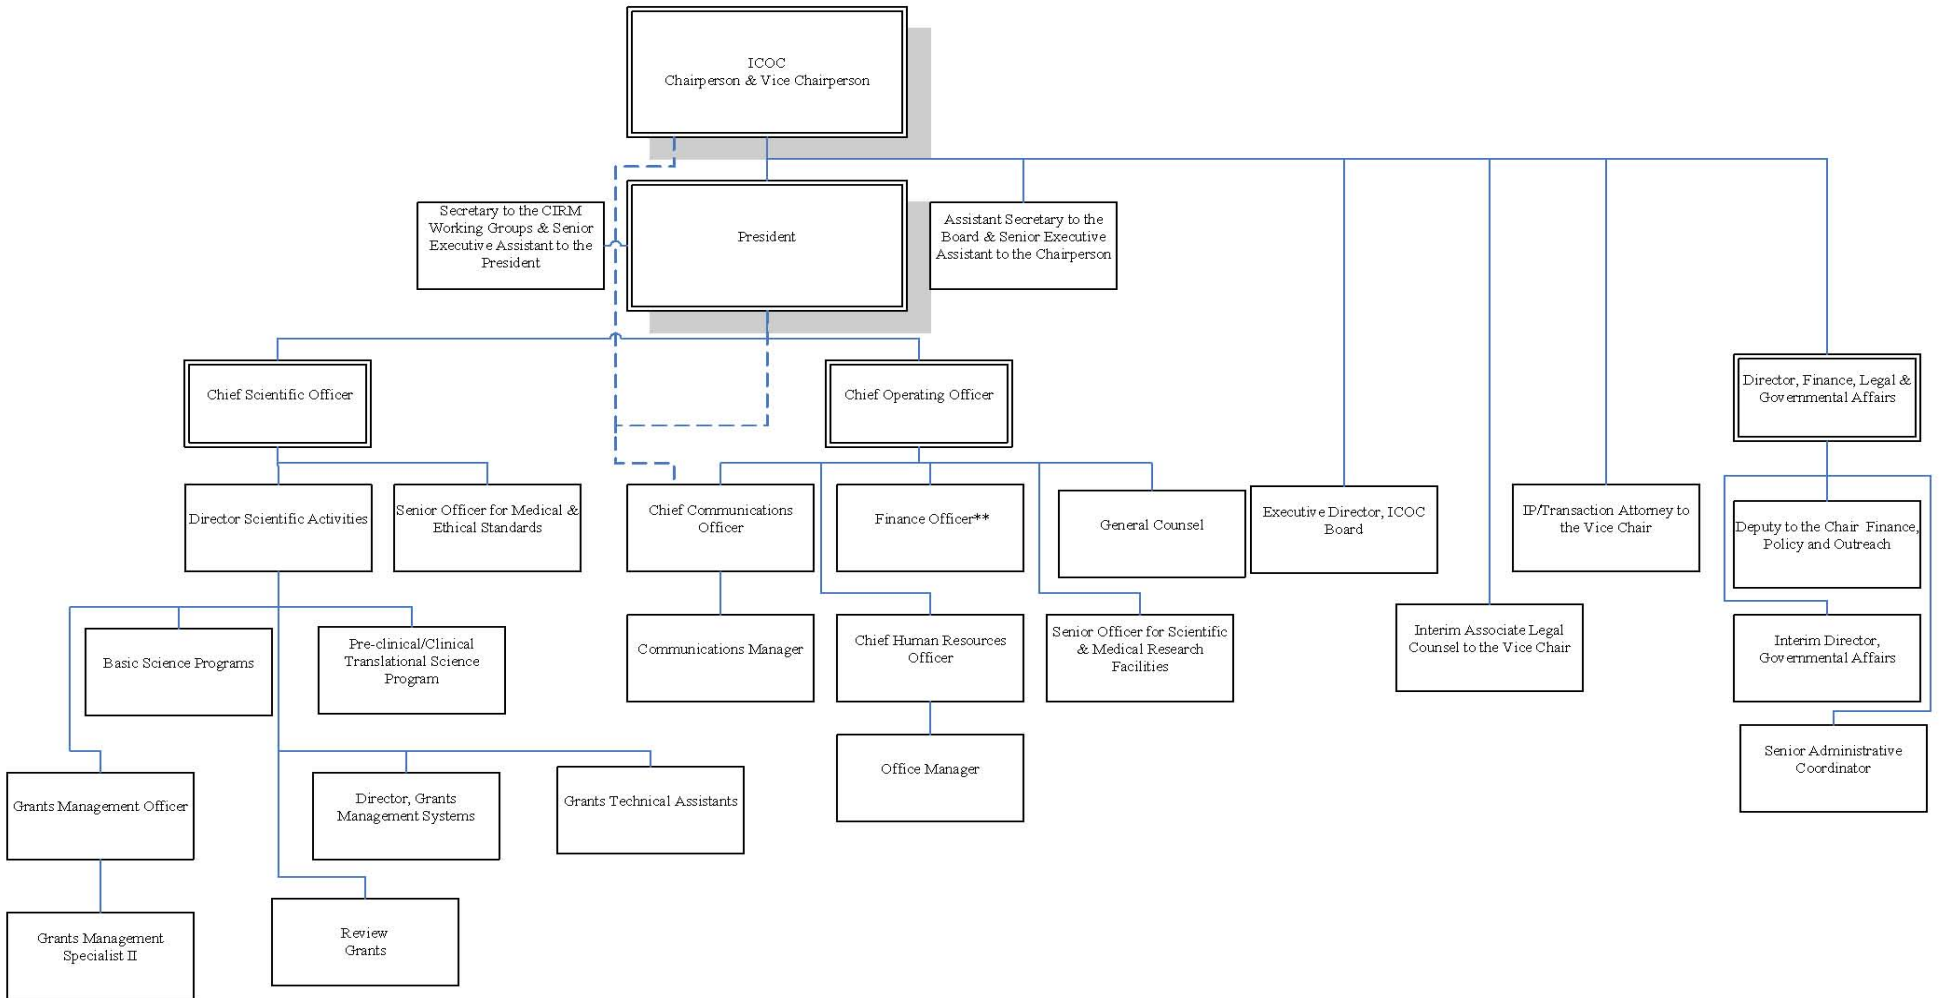 ICOC
Chairperson & Vice Chairperson
Secretary to the CIRM
Working Groups & Senior
Executive Assistant to the
President
President
Assistant Secretary to the
Board & Senior Executive
Assistant to the Chairperson
Chief Scientific Officer
Chief Operating Officer
Director, Finance, Legal &
Governmental Affairs
Director Scientific Activities
Senior Officer for Medical &
Ethical Standards
Chief Communications
Officer
Finance Officer**
General Counsel
Executive Director, ICOC
Board
IP/Transaction Attorney to
the Vice Chair
Deputy to the Chair Finance,
Policy and Outreach
Basic Science Programs
Pre-clinical/Clinical
Translational Science
Program
Communications Manager
Chief Human Resources
Officer
Senior Officer for Scientific
& Medical Research
Facilities
Interim Associate Legal
Counsel to the Vice Chair
Interim Director,
Governmental Affairs
Grants Management Officer
Director, Grants
Management Systems
Grants Technical Assistants
Office Manager
Senior Administrative
Coordinator
Grants Management
Specialist II
Review
Grants